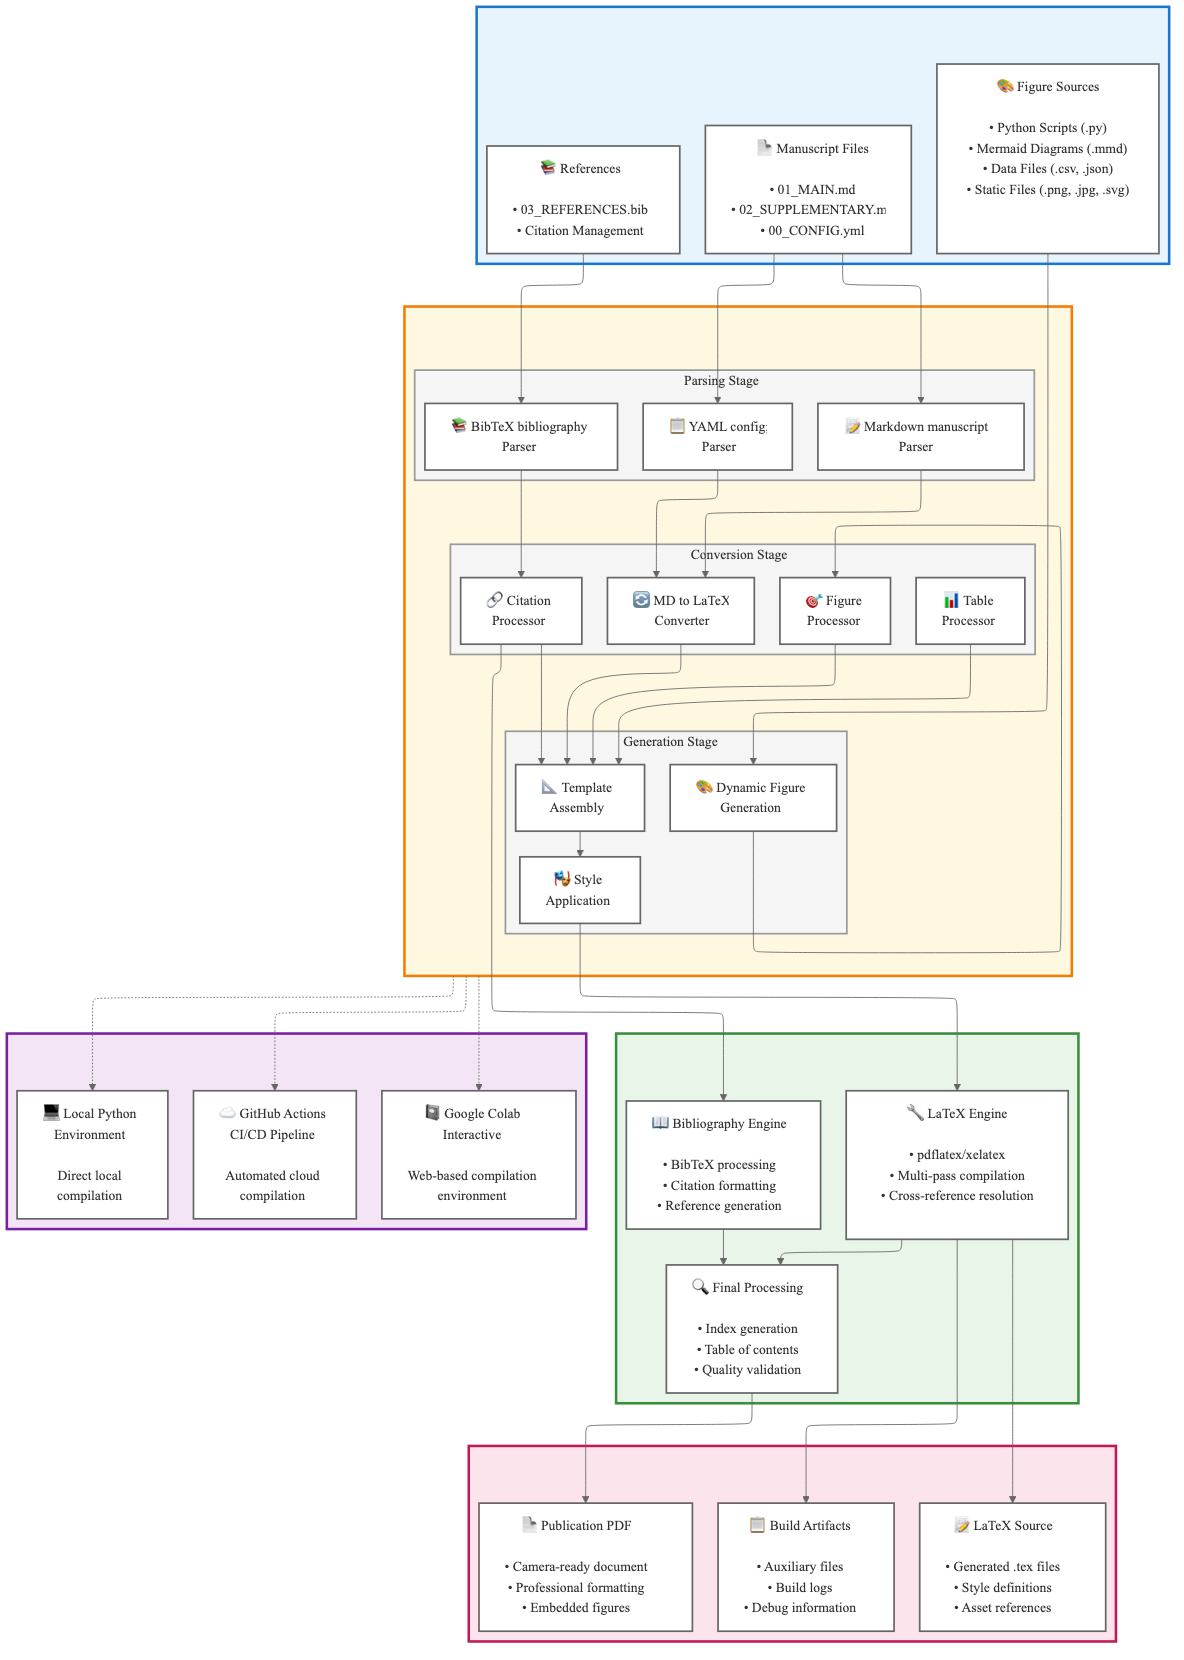 References
• 03_REFERENCES.bib
• Citation Management
Manuscript Files
• 01_MAIN.md
• 02_SUPPLEMENTARY.m
• 00_CONFIG.yml
Figure Sources
• Python Scripts (.py)
• Mermaid Diagrams (.mmd)
• Data Files (.csv, .json)
• Static Files (.png, .jpg, .svg)
Parsing Stage
BibTeX bibliography
Parser
YAML config
Parser
Markdown manuscript
Parser
Conversion Stage
Citation
Processor
MD to LaTeX
Converter
Figure
Processor
Table
Processor
Generation Stage
Template
Assembly
Dynamic Figure
Generation
Style
Application
Local Python
Environment
Direct local
compilation
GitHub Actions
CI/CD Pipeline
Automated cloud
compilation
Google Colab
Interactive
Web-based compilation
environment
Bibliography Engine
• BibTeX processing
• Citation formatting
• Reference generation
LaTeX Engine
• pdflatex/xelatex
• Multi-pass compilation
• Cross-reference resolution
Final Processing
• Index generation
• Table of contents
• Quality validation
Publication PDF
• Camera-ready document
• Professional formatting
• Embedded figures
Build Artifacts
• Auxiliary files
• Build logs
• Debug information
LaTeX Source
• Generated .tex files
• Style definitions
• Asset references